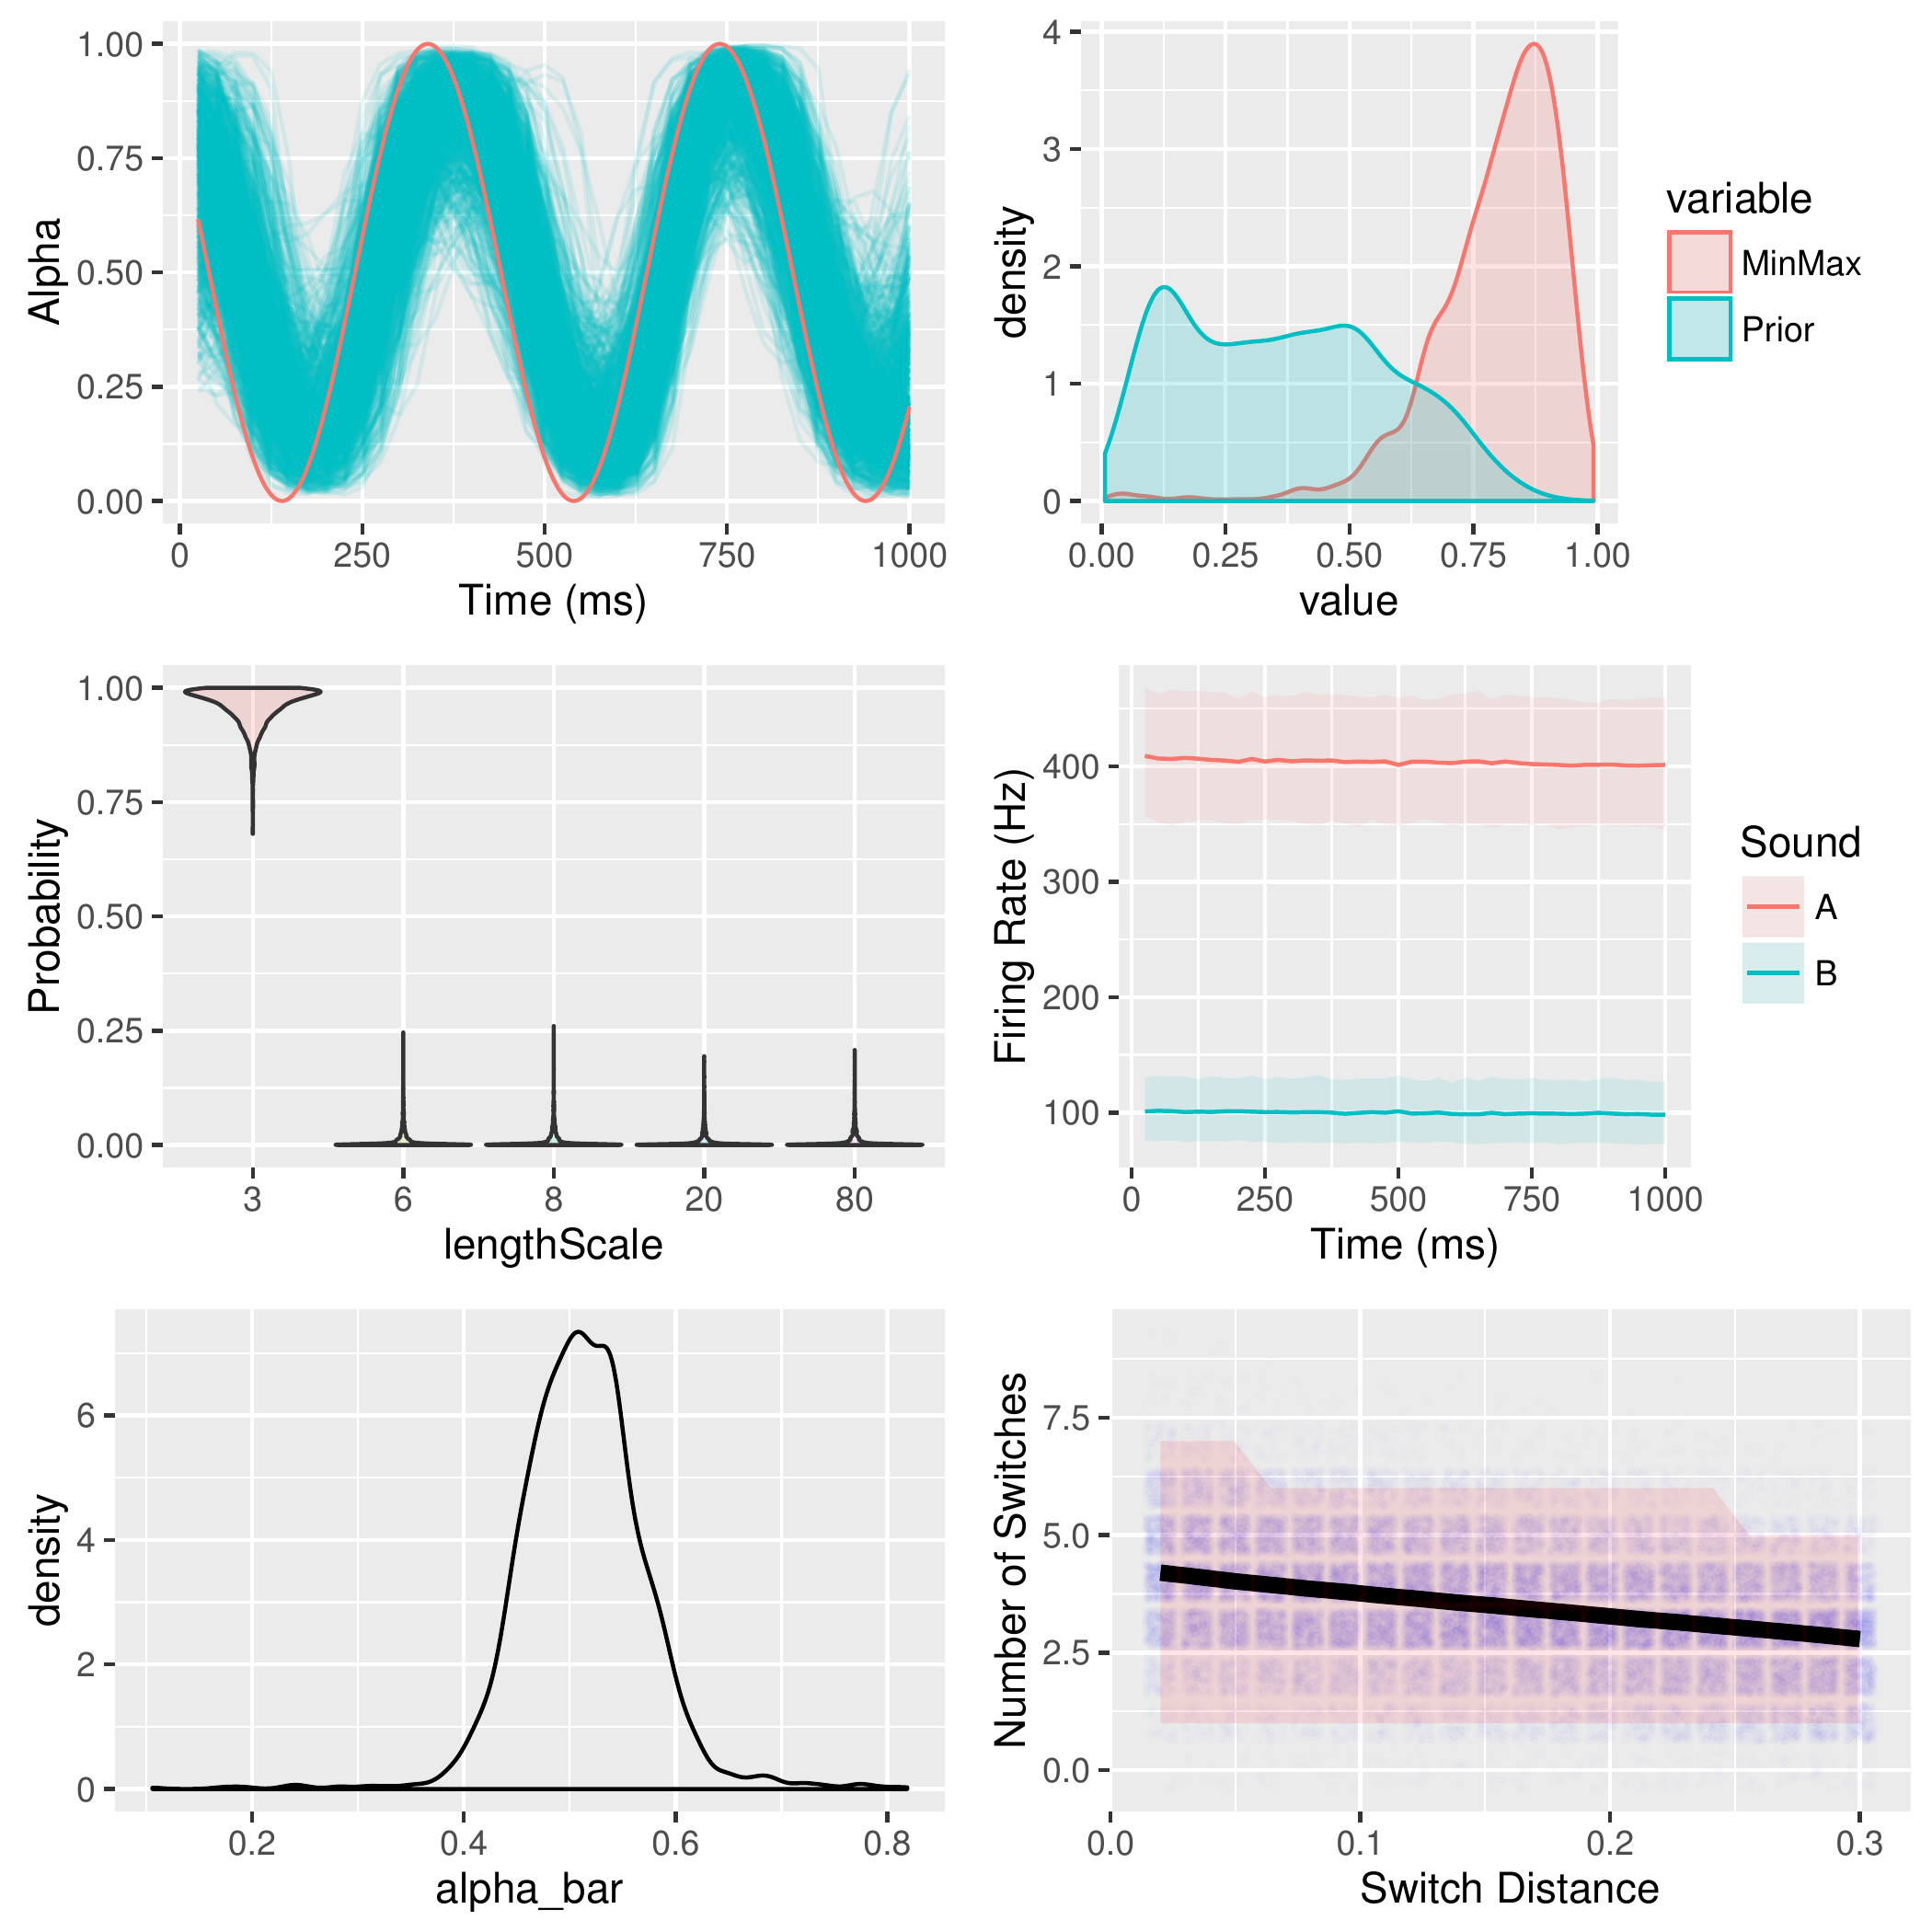 1.00
0.75
0.50
0.25
0.00
Alpha
0 250 500 750 1000
Time (ms)
4
3
2
1
0
density
0.00 0.25 0.50 0.75 1.00
value
variable
MinMax
Prior
1.00
0.75
0.50
0.25
0.00
Probability
3 6 8 20 80
lengthScale
400
300
200
100
Firing Rate (Hz)
0 250 500 750 1000
Time (ms)
Sound
A
B
6
4
2
0
density
0.2 0.4 0.6 0.8
alpha_bar
7.5
5.0
2.5
0.0
Number of Switches
0.0 0.1 0.2 0.3
Switch Distance